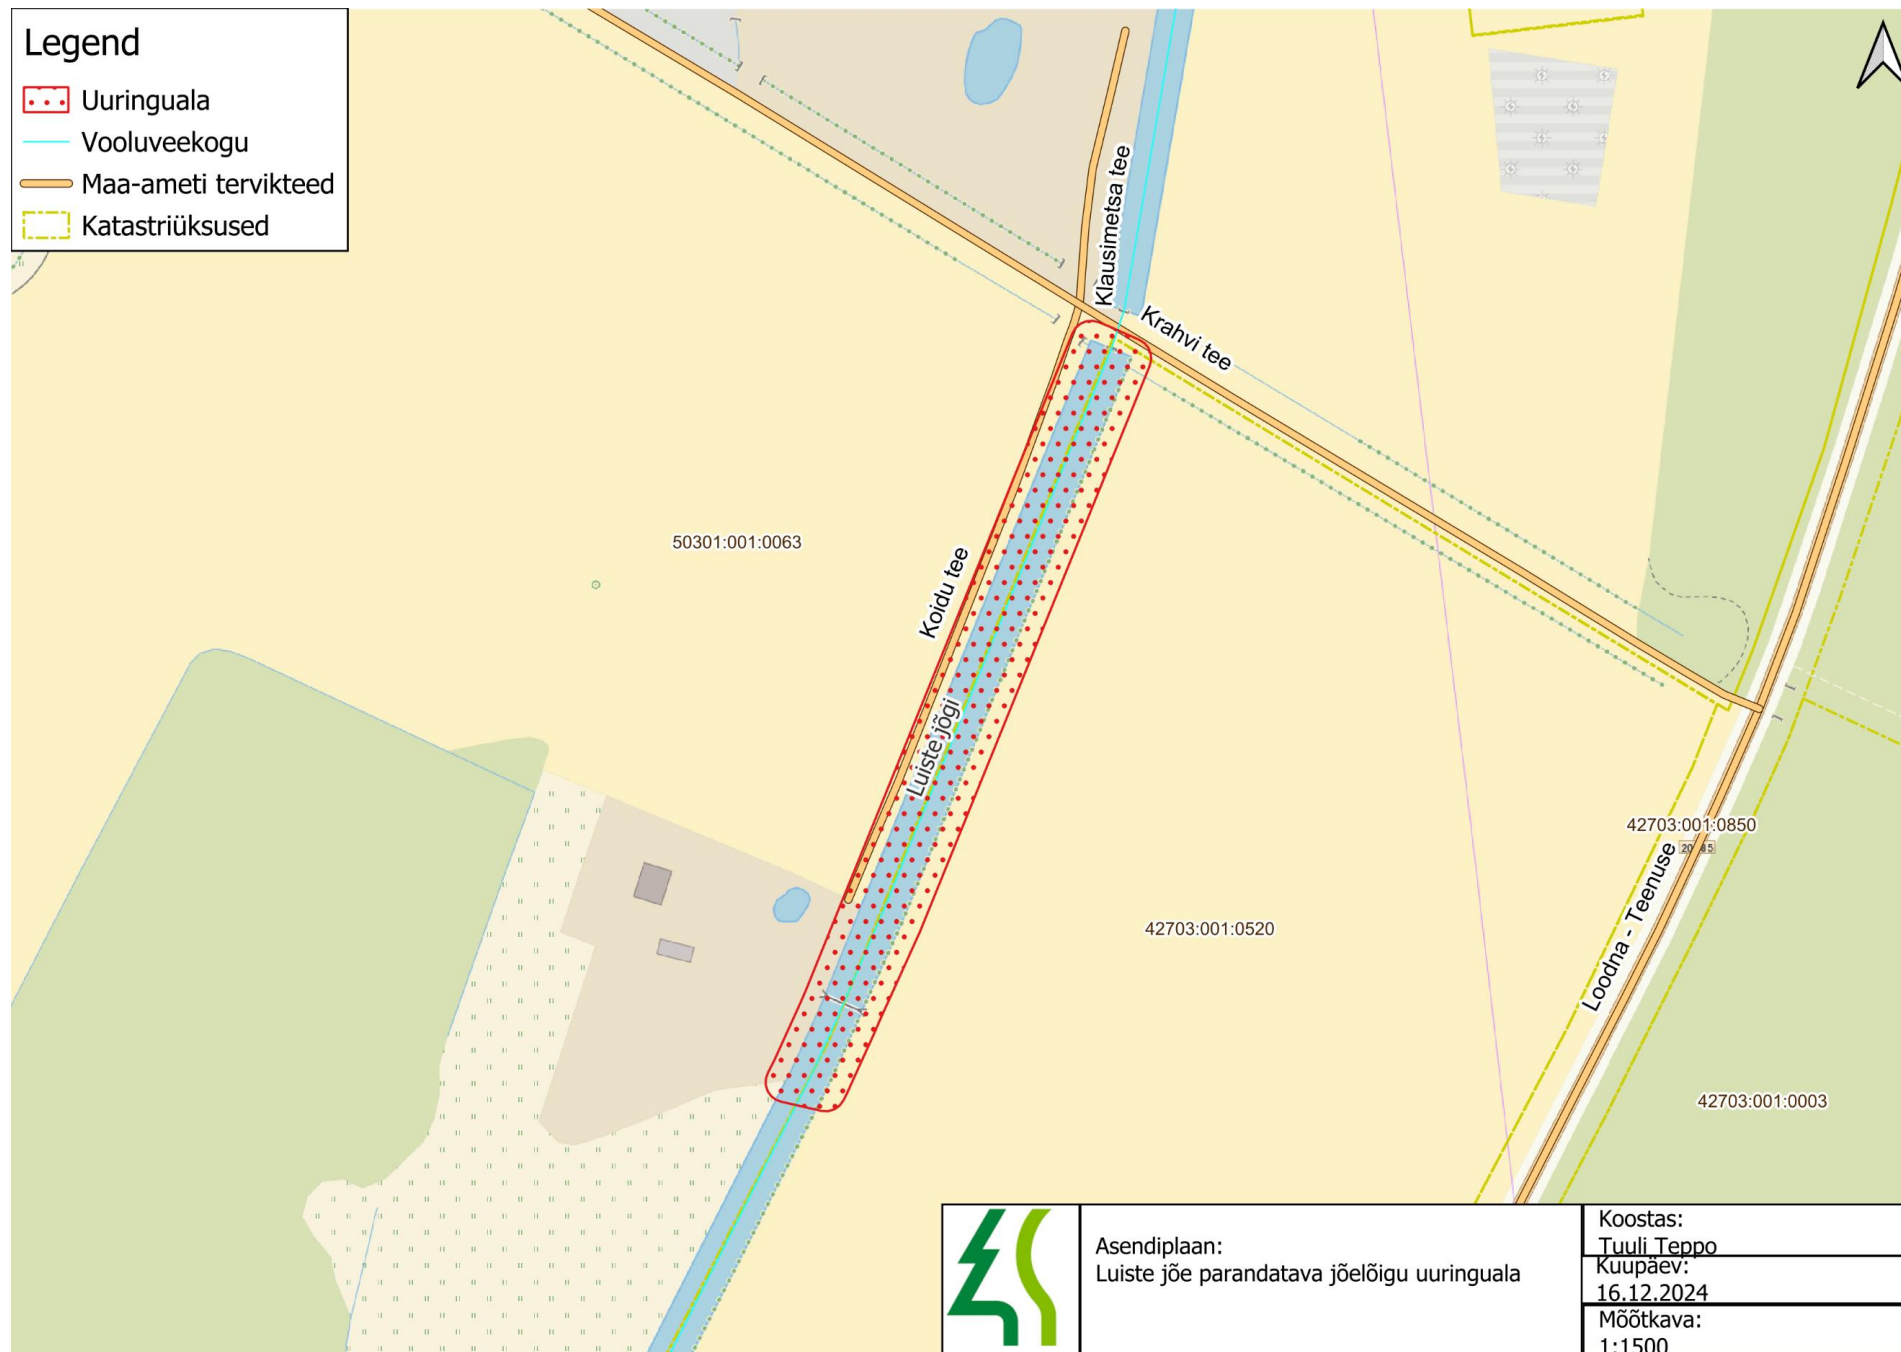 Legend
Uuringuala
Vooluveekogu
Maa-ameti tervikteed
Katastriüksused
Klausimetsa tee
Krahvi tee
50301:001:0063
Koidu tee
Luiste jõgi
42703:001:0850
Loodna - Teenuse
42703:001:0520
42703:001:0003
Asendiplaan:
Luiste jõe parandatava jõelõigu uuringuala
Koostas:
Tuuli Teppo
Kuupäev:
16.12.2024
Mõõtkava:
1:1500